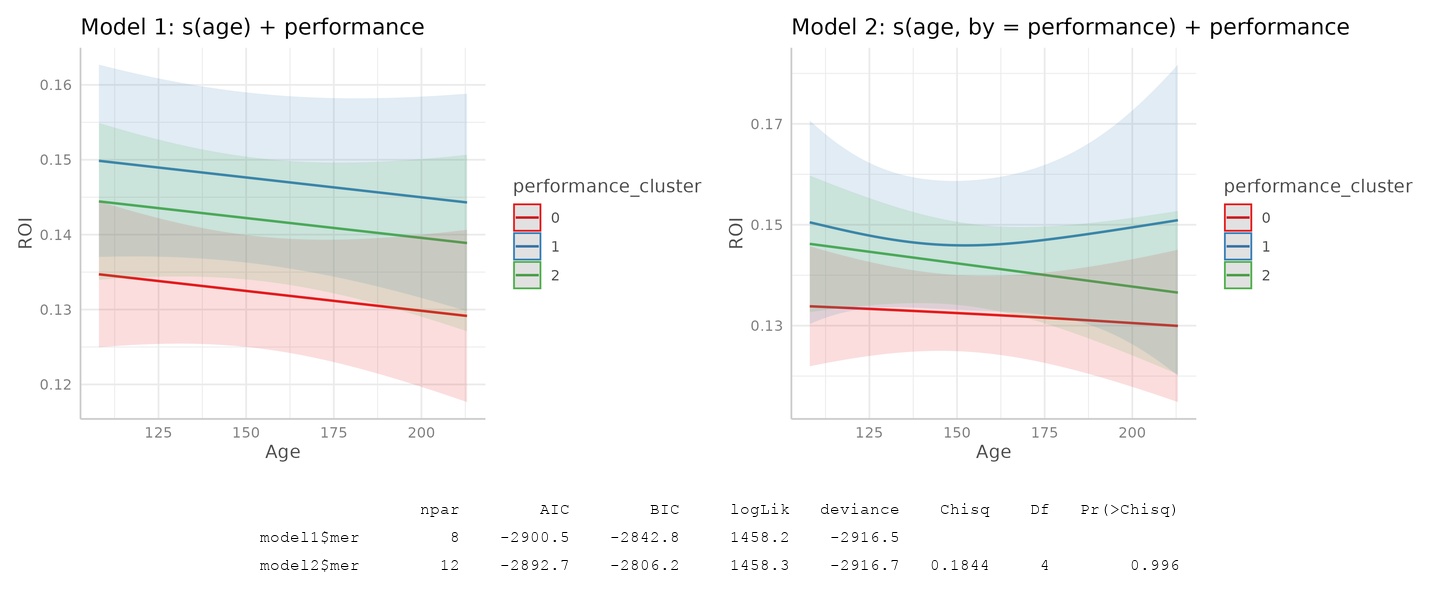 Model 1: s(age) + performance
0.16
0.15
0.14
0.13
0.12
ROI
125 150 175 200
Age
performance_cluster
0
1
2
Model 2: s(age, by = performance) + performance
0.17
0.15
0.13
ROI
125 150 175 200
Age
performance_cluster
0
1
2
npar AIC BIC logLik deviance Chisq Df Pr(>Chisq)
model1$mer 8 -2900.5 -2842.8 1458.2 -2916.5
model2$mer 12 -2892.7 -2806.2 1458.3 -2916.7 0.1844 4 0.996